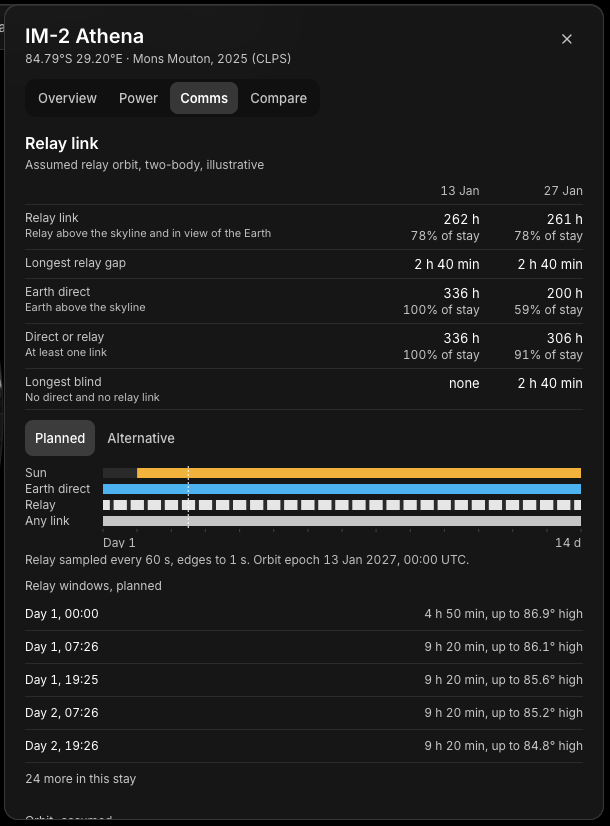 IM-2 Athena
84.79°S 29.20°E · Mons Mouton, 2025 (CLPS)
Overview Power Comms Compare
Relay link
Assumed relay orbit, two-body, illustrative
13 Jan 27 Jan
Relay link 262 h 261 h
Relay above the skyline and in view of the Earth 78% of stay 78% of stay
Longest relay gap 2 h 40 min 2 h 40 min
Earth direct 336 h 200 h
Earth above the skyline 100% of stay 59% of stay
Direct or relay 336 h 306 h
At least one link 100% of stay 91% of stay
Longest blind none 2 h 40 min
No direct and no relay link
Planned Alternative
Sun
Earth direct
Relay
Any link
Day 1 14 d
Relay sampled every 60 s, edges to 1 s. Orbit epoch 13 Jan 2027, 00:00 UTC.
Relay windows, planned
Day 1, 00:00 4 h 50 min, up to 86.9° high
Day 1, 07:26 9 h 20 min, up to 86.1° high
Day 1, 19:25 9 h 20 min, up to 85.6° high
Day 2, 07:26 9 h 20 min, up to 85.2° high
Day 2, 19:26 9 h 20 min, up to 84.8° high
24 more in this stay
Orbit, assumed